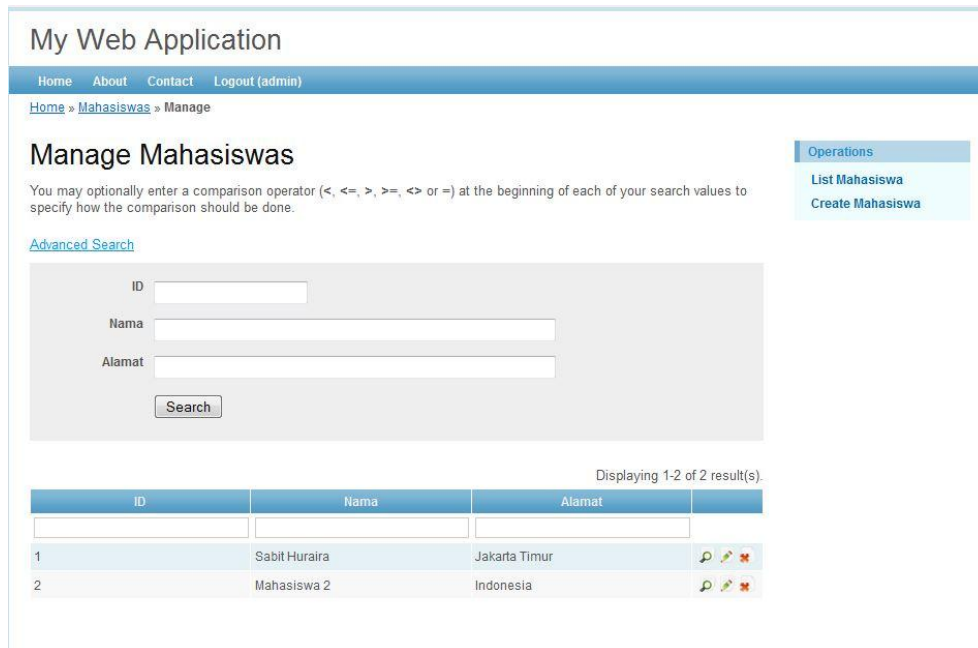 My Web Application
Home About Contact Logout (admin)
Home » Mahasiswas » Manage
Manage Mahasiswas
You may optionally enter a comparison operator (<, <=, >, >=, <> or =) at the beginning of each of your search values to
specify how the comparison should be done.
Advanced Search
ID
Nama
Alamat
Search
Displaying 1-2 of 2 result(s).
ID Nama Alamat
1 Sabit Huraira Jakarta Timur
2 Mahasiswa 2 Indonesia
Operations
List Mahasiswa
Create Mahasiswa